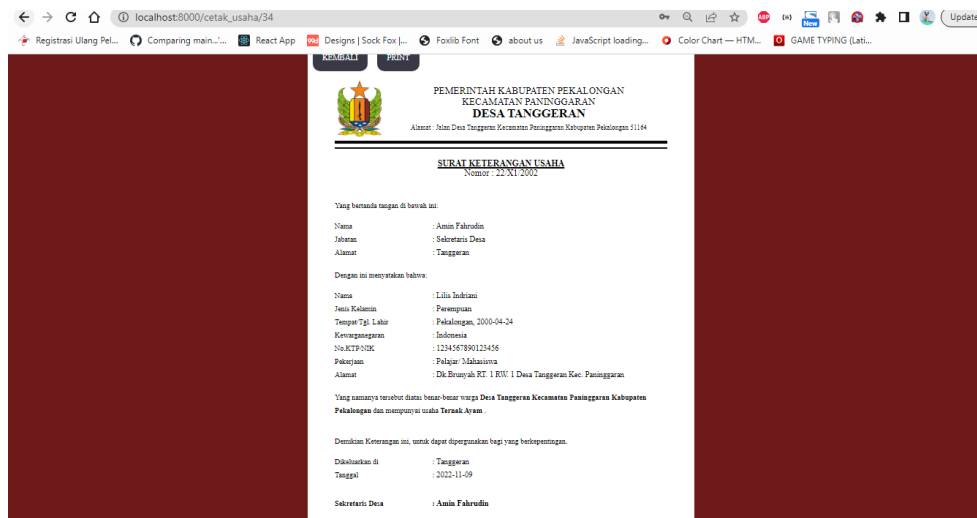 localhost:8000/cetak_usaha/34
ABP
New
Update
Registrasi Ulang Pel...
Comparing main...'...
React App
99d
Designs | Sock Fox |...
Foxlib Font
about us
JavaScript loading...
Color Chart — HTM...
GAME TYPING (Lati...
KEMBALI
PRINT
PEMERINTAH KABUPATEN PEKALONGAN
KECAMATAN PANINGGARAN
DESA TANGGERAN
Alamat : Jalan Desa Tanggeran Kecamatan Paninggaran Kabupaten Pekalongan 51164
SURAT KETERANGAN USAHA
Nomor : 22/X1/2002
Yang bertanda tangan di bawah ini:
Nama : Amin Fahrudin
Jabatan : Sekretaris Desa
Alamat : Tanggeran
Dengan ini menyatakan bahwa:
Nama : Lilis Indriani
Jenis Kelamin : Perempuan
Tempat/Tgl. Lahir : Pekalongan, 2000-04-24
Kewarganegaran : Indonesia
No.KTP/NIK : 1234567890123456
Pekerjaan : Pelajar/ Mahasiswa
Alamat : Dk.Brunyah RT. 1 RW. 1 Desa Tanggeran Kec. Paninggaran
Yang namanya tersebut diatas benar-benar warga Desa Tanggeran Kecamatan Paninggaran Kabupaten
Pekalongan dan mempunyai usaha Ternak Ayam .
Demikian Keterangan ini, untuk dapat dipergunakan bagi yang berkepentingan.
Dikeluarkan di : Tanggeran
Tanggal : 2022-11-09
Sekretaris Desa : Amin Fahrudin